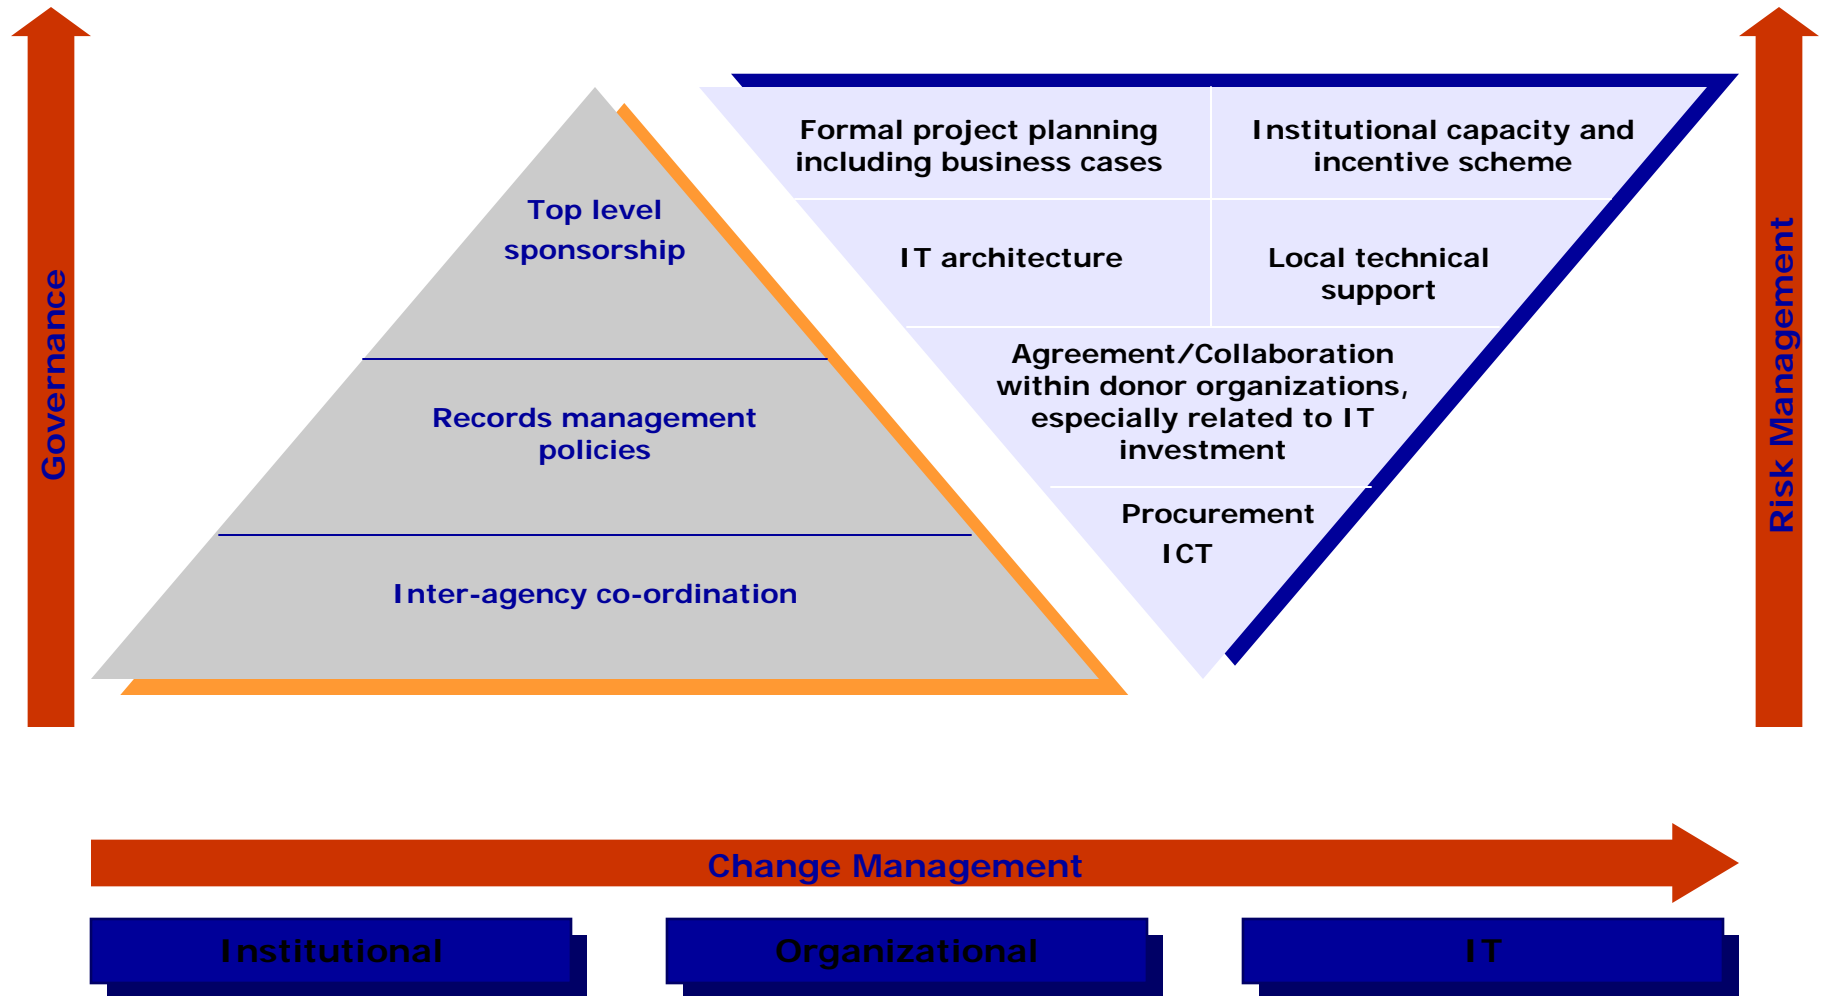 Governance
Top level
sponsorship
Records management
policies
Inter-agency co-ordination
Formal project planning
including business cases
Institutional capacity and
incentive scheme
IT architecture
Local technical
support
Agreement/Collaboration
within donor organizations,
especially related to IT
investment
Procurement
ICT
Risk Management
Change Management
Institutional
Organizational
IT